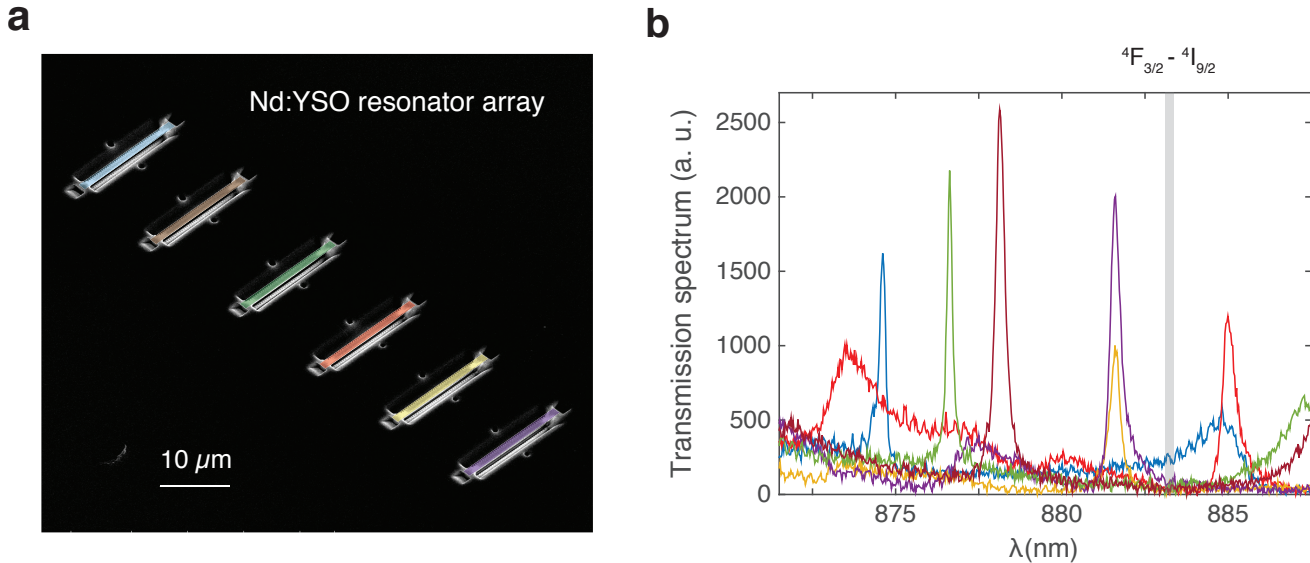 a
Nd:YSO resonator array
10 μm
b
⁴F₃/₂ - ⁴I₉/₂
Transmission spectrum (a. u.)
2500
2000
1500
1000
500
0
875
880
885
λ(nm)